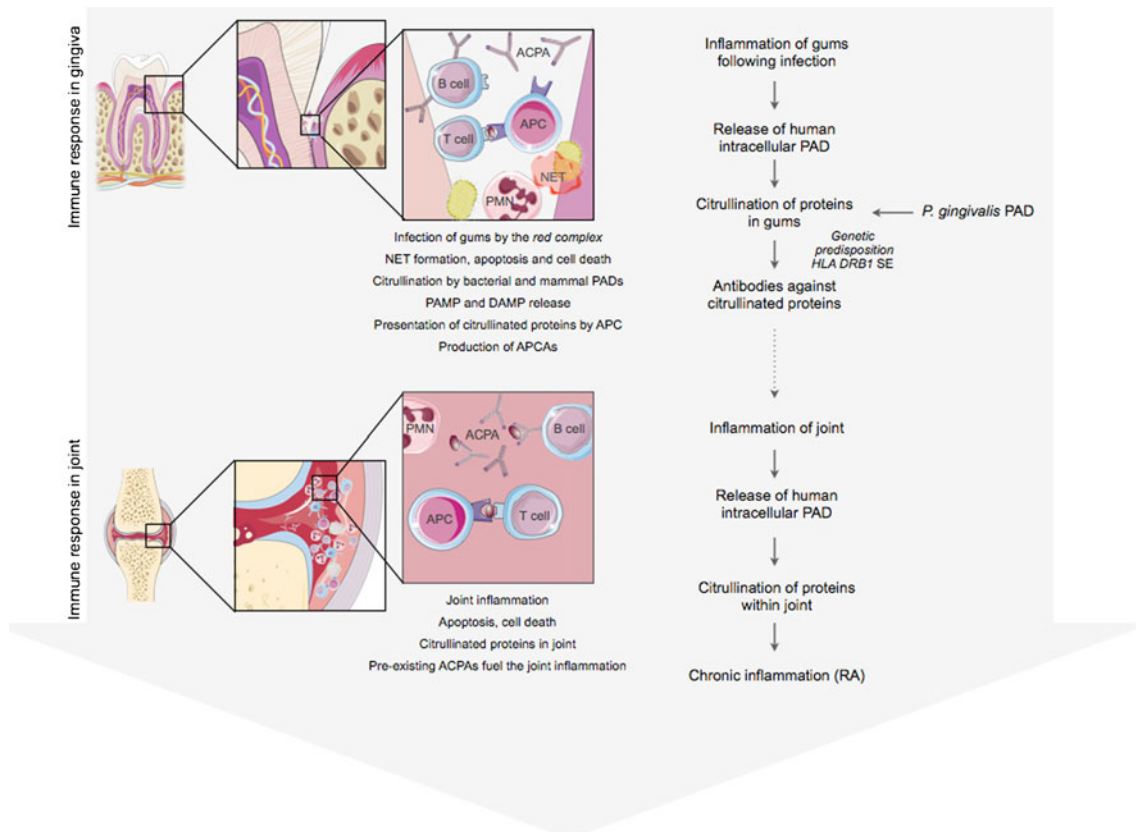 Immune response in gingiva
ACPA
B cell
T cell
APC
NET
PMN
Infection of gums by the red complex
NET formation, apoptosis and cell death
Citrullination by bacterial and mammal PADs
PAMP and DAMP release
Presentation of citrullinated proteins by APC
Production of APCAs
Inflammation of gums
following infection
Release of human
intracellular PAD
Citrullination of proteins
in gums
P. gingivalis PAD
Genetic
predisposition
HLA DRB1 SE
Antibodies against
citrullinated proteins
Immune response in joint
PMN
ACPA
B cell
APC
T cell
Joint inflammation
Apoptosis, cell death
Citrullinated proteins in joint
Pre-existing ACPAs fuel the joint inflammation
Inflammation of joint
Release of human
intracellular PAD
Citrullination of proteins
within joint
Chronic inflammation (RA)